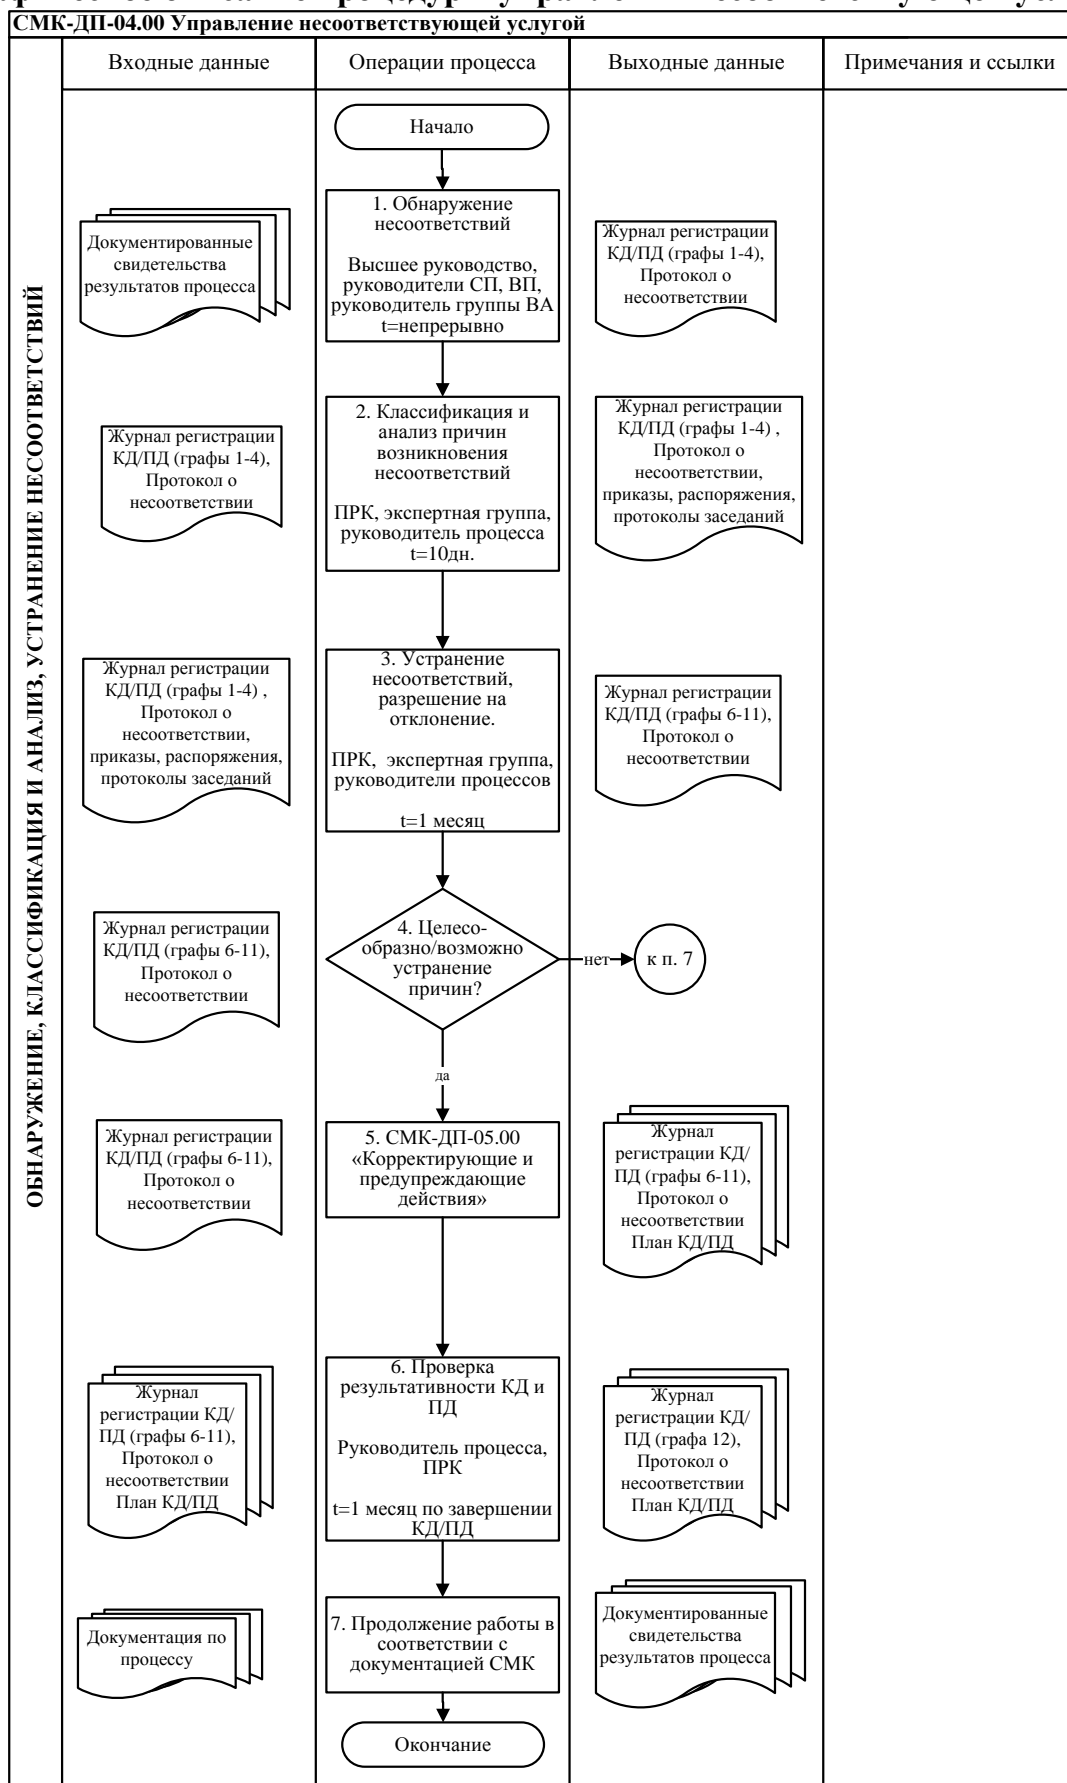 СМК-ДП-04.00 Управление несоответствующей услугой
Входные данные
Операции процесса
Выходные данные
Примечания и ссылки
ОБНАРУЖЕНИЕ, КЛАССИФИКАЦИЯ И АНАЛИЗ, УСТРАНЕНИЕ НЕСООТВЕТСТВИЙ
Начало
Документированные
свидетельства
результатов процесса
1. Обнаружение
несоответствий
Высшее руководство,
руководители СП, ВП,
руководитель группы ВА
t=непрерывно
Журнал регистрации
КД/ПД (графы 1-4),
Протокол о
несоответствии
Журнал регистрации
КД/ПД (графы 1-4),
Протокол о
несоответствии
2. Классификация и
анализ причин
возникновения
несоответствий
ПРК, экспертная группа,
руководитель процесса
t=10дн.
Журнал регистрации
КД/ПД (графы 1-4) ,
Протокол о
несоответствии,
приказы, распоряжения,
протоколы заседаний
Журнал регистрации
КД/ПД (графы 1-4) ,
Протокол о
несоответствии,
приказы, распоряжения,
протоколы заседаний
3. Устранение
несоответствий,
разрешение на
отклонение.
ПРК, экспертная группа,
руководители процессов
t=1 месяц
Журнал регистрации
КД/ПД (графы 6-11),
Протокол о
несоответствии
Журнал регистрации
КД/ПД (графы 6-11),
Протокол о
несоответствии
4. Целесо-
образно/возможно
устранение
причин?
нет
к п. 7
да
Журнал регистрации
КД/ПД (графы 6-11),
Протокол о
несоответствии
5. СМК-ДП-05.00
«Корректирующие и
предупреждающие
действия»
Журнал
регистрации КД/
ПД (графы 6-11),
Протокол о
несоответствии
План КД/ПД
Журнал
регистрации КД/
ПД (графы 6-11),
Протокол о
несоответствии
План КД/ПД
6. Проверка
результативности КД и
ПД
Руководитель процесса,
ПРК
t=1 месяц по завершении
КД/ПД
Журнал
регистрации КД/
ПД (графа 12),
Протокол о
несоответствии
План КД/ПД
Документация по
процессу
7. Продолжение работы в
соответствии с
документацией СМК
Документированные
свидетельства
результатов процесса
Окончание